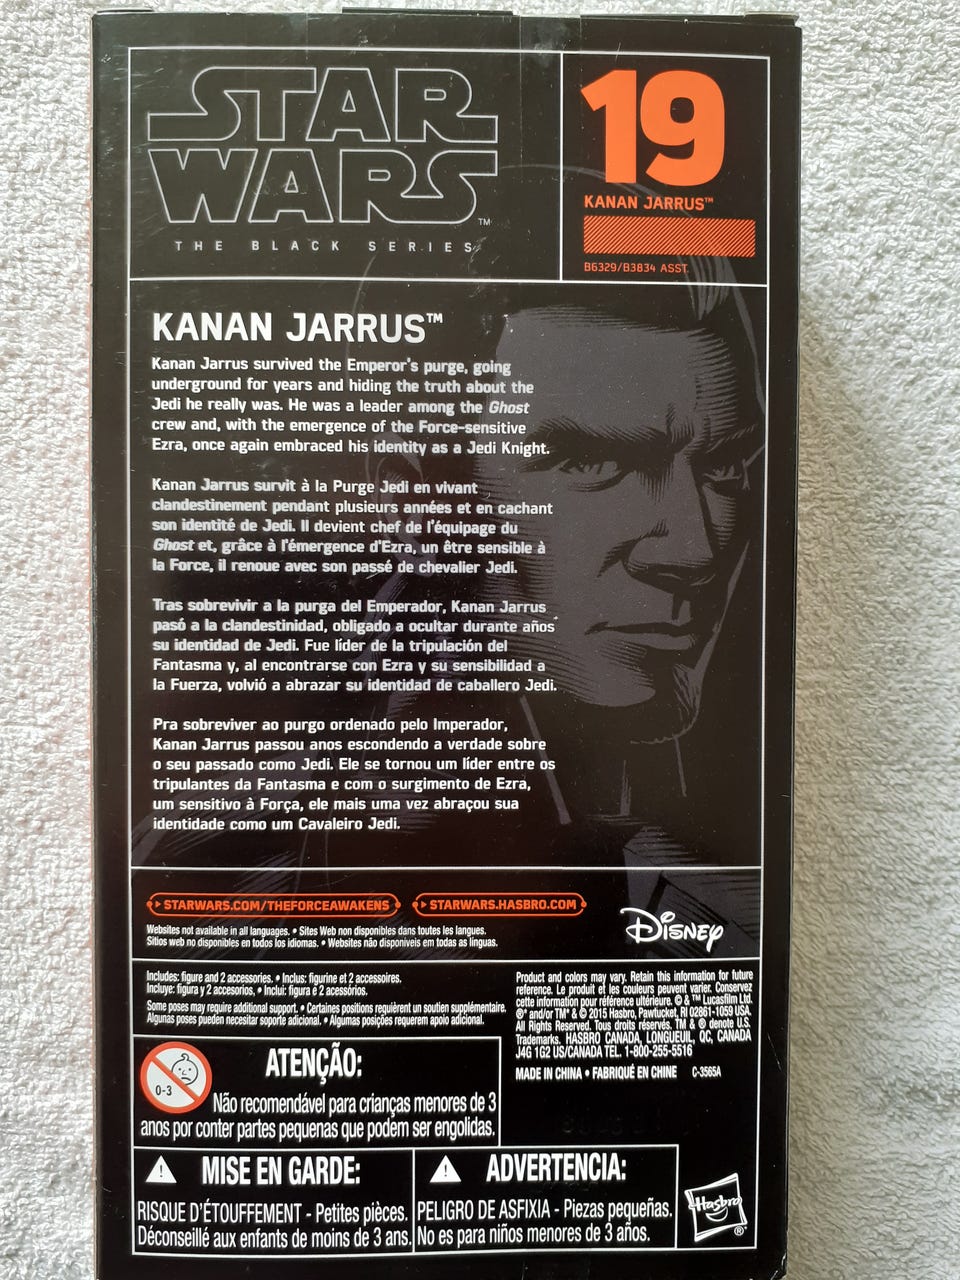 STAR
WARS™
THE BLACK SERIES
19
KANAN JARRUS™
B6329/B3834 ASST.
KANAN JARRUS™
Kanan Jarrus survived the Emperor's purge, going
underground for years and hiding the truth about the
Jedi he really was. He was a leader among the Ghost
crew and, with the emergence of the Force-sensitive
Ezra, once again embraced his identity as a Jedi Knight.
Kanan Jarrus survit à la Purge Jedi en vivant
clandestinement pendant plusieurs années et en cachant
son identité de Jedi. Il devient chef de l'équipage du
Ghost et, grâce à l'émergence d'Ezra, un être sensible à
la Force, il renoue avec son passé de chevalier Jedi.
Tras sobrevivir a la purga del Emperador, Kanan Jarrus
pasó a la clandestinidad, obligado a ocultar durante años
su identidad de Jedi. Fue líder de la tripulación del
Fantasma y, al encontrarse con Ezra y su sensibilidad a
la Fuerza, volvió a abrazar su identidad de caballero Jedi.
Pra sobreviver ao purgo ordenado pelo Imperador,
Kanan Jarrus passou anos escondendo a verdade sobre
o seu passado como Jedi. Ele se tornou um líder entre os
tripulantes da Fantasma e com o surgimento de Ezra,
um sensitivo à Força, ele mais uma vez abraçou sua
identidade como um Cavaleiro Jedi.
STARWARS.COM/THEFORCEAWAKENS
STARWARS.HASBRO.COM
Websites not available in all languages. • Sites Web non disponibles dans toutes les langues.
Sitios web no disponibles en todos los idiomas. • Websites não disponíveis em todas as línguas.
Disney
Includes: figure and 2 accessories. • Inclus: figurine et 2 accessoires.
Incluye: figura y 2 accesorios. • Inclui: figura e 2 acessórios.
Some poses may require additional support. • Certaines positions requièrent un soutien supplémentaire.
Algunas poses pueden necesitar soporte adicional. • Algumas posições requerem apoio adicional.
Product and colors may vary. Retain this information for future
reference. Le produit et les couleurs peuvent varier. Conservez
cette information pour référence ultérieure. © & ™ Lucasfilm Ltd.
®* and/or TM* & © 2015 Hasbro, Pawtucket, RI 02861-1059 USA.
All Rights Reserved. Tous droits réservés. TM & ® denote U.S.
Trademarks. HASBRO CANADA, LONGUEUIL, QC, CANADA
J4G 1G2 US/CANADA TEL. 1-800-255-5516
MADE IN CHINA • FABRIQUÉ EN CHINE C-3565A
0-3
ATENÇÃO:
Não recomendável para crianças menores de 3
anos por conter partes pequenas que podem ser engolidas.
MISE EN GARDE:
RISQUE D'ÉTOUFFEMENT - Petites pièces.
Déconseillé aux enfants de moins de 3 ans.
ADVERTENCIA:
PELIGRO DE ASFIXIA - Piezas pequeñas.
No es para niños menores de 3 años.
Hasbro
®